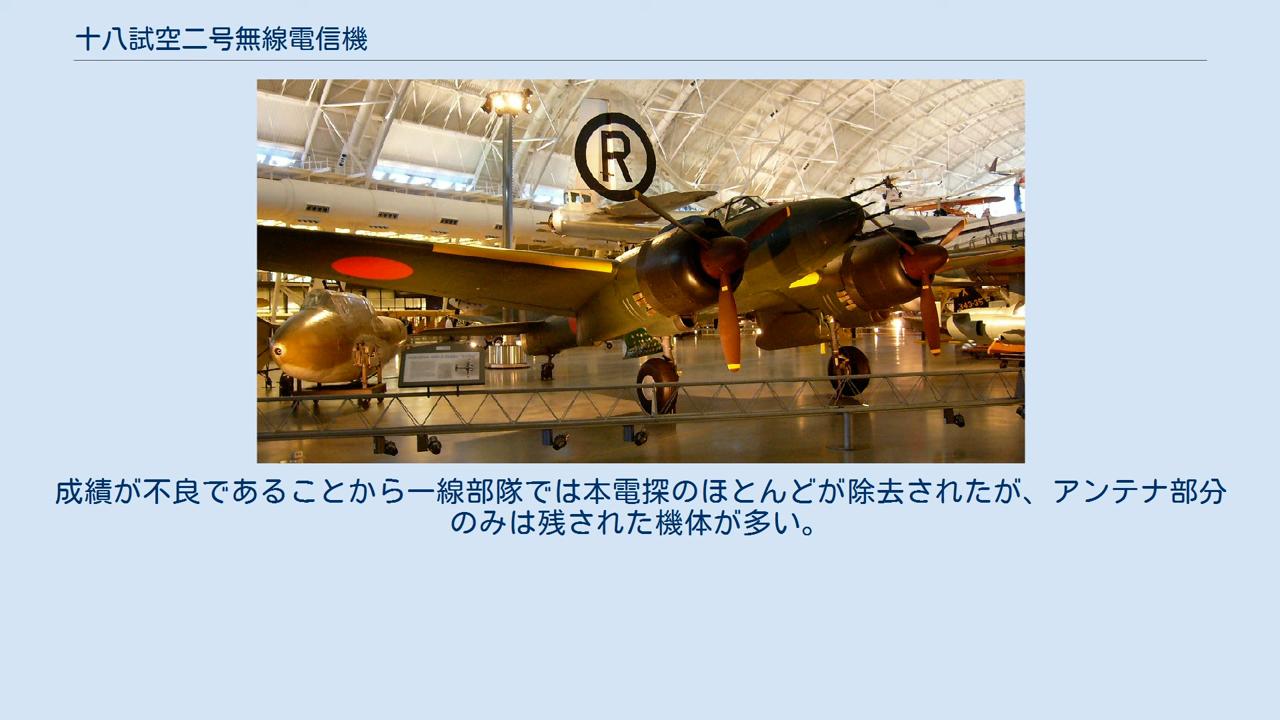 十八試空二号無線電信機
R
成績が不良であることから一線部隊では本電探のほとんどが除去されたが、アンテナ部分
のみは残された機体が多い。